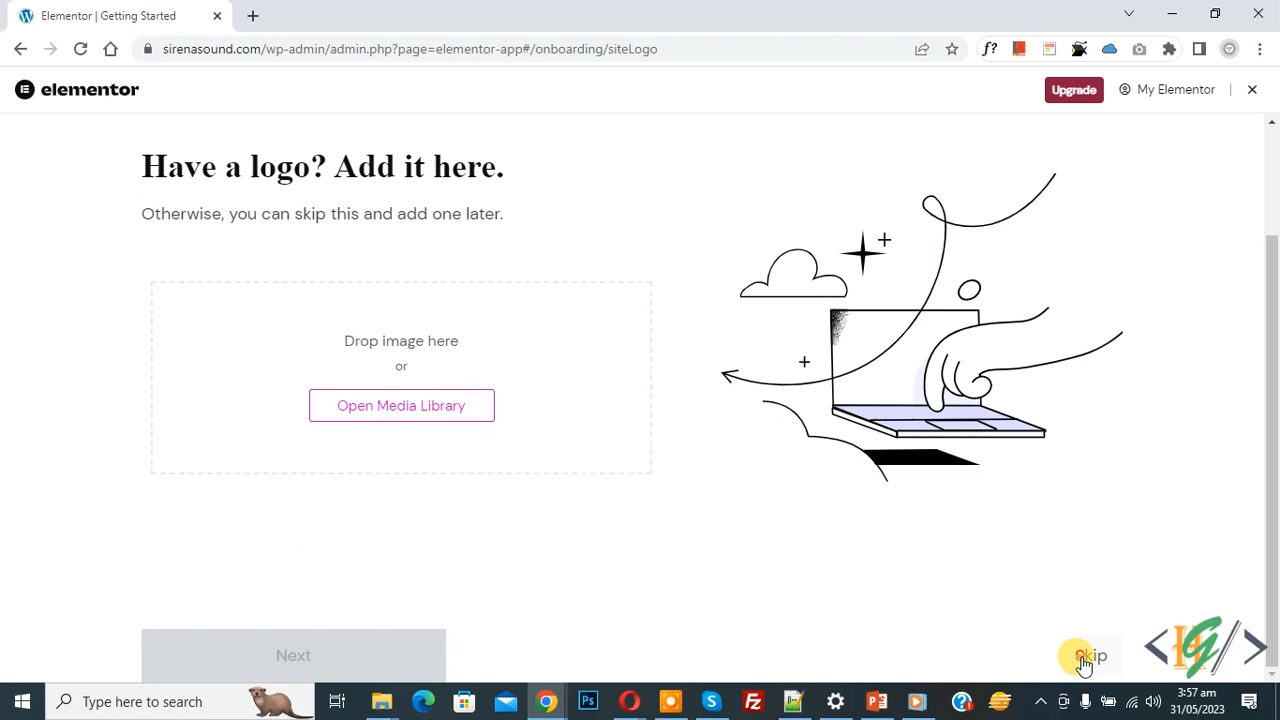 Elementor | Getting Started
sirenasound.com/wp-admin/admin.php?page=elementor-app#/onboarding/siteLogo
f?
elementor
Upgrade
My Elementor
Have a logo? Add it here.
Otherwise, you can skip this and add one later.
Drop image here
or
Open Media Library
Next
Skip
Type here to search
3:57 am
31/05/2023